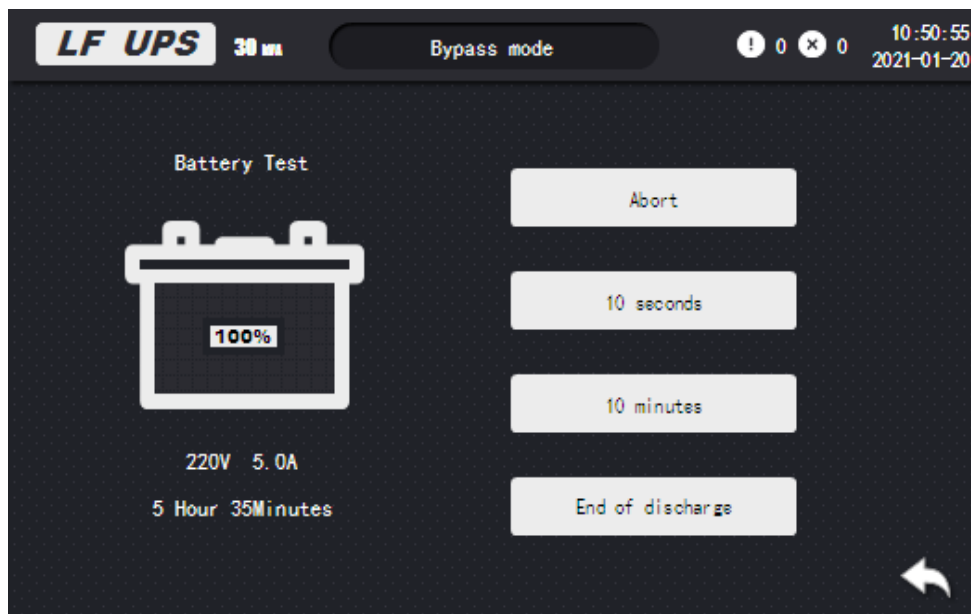 LF UPS 30 Bypass mode ! 0 × 0 10:50:55
2021-01-20
Battery Test
Abort
10 seconds
100%
10 minutes
220V 5.0A
End of discharge
5 Hour 35Minutes